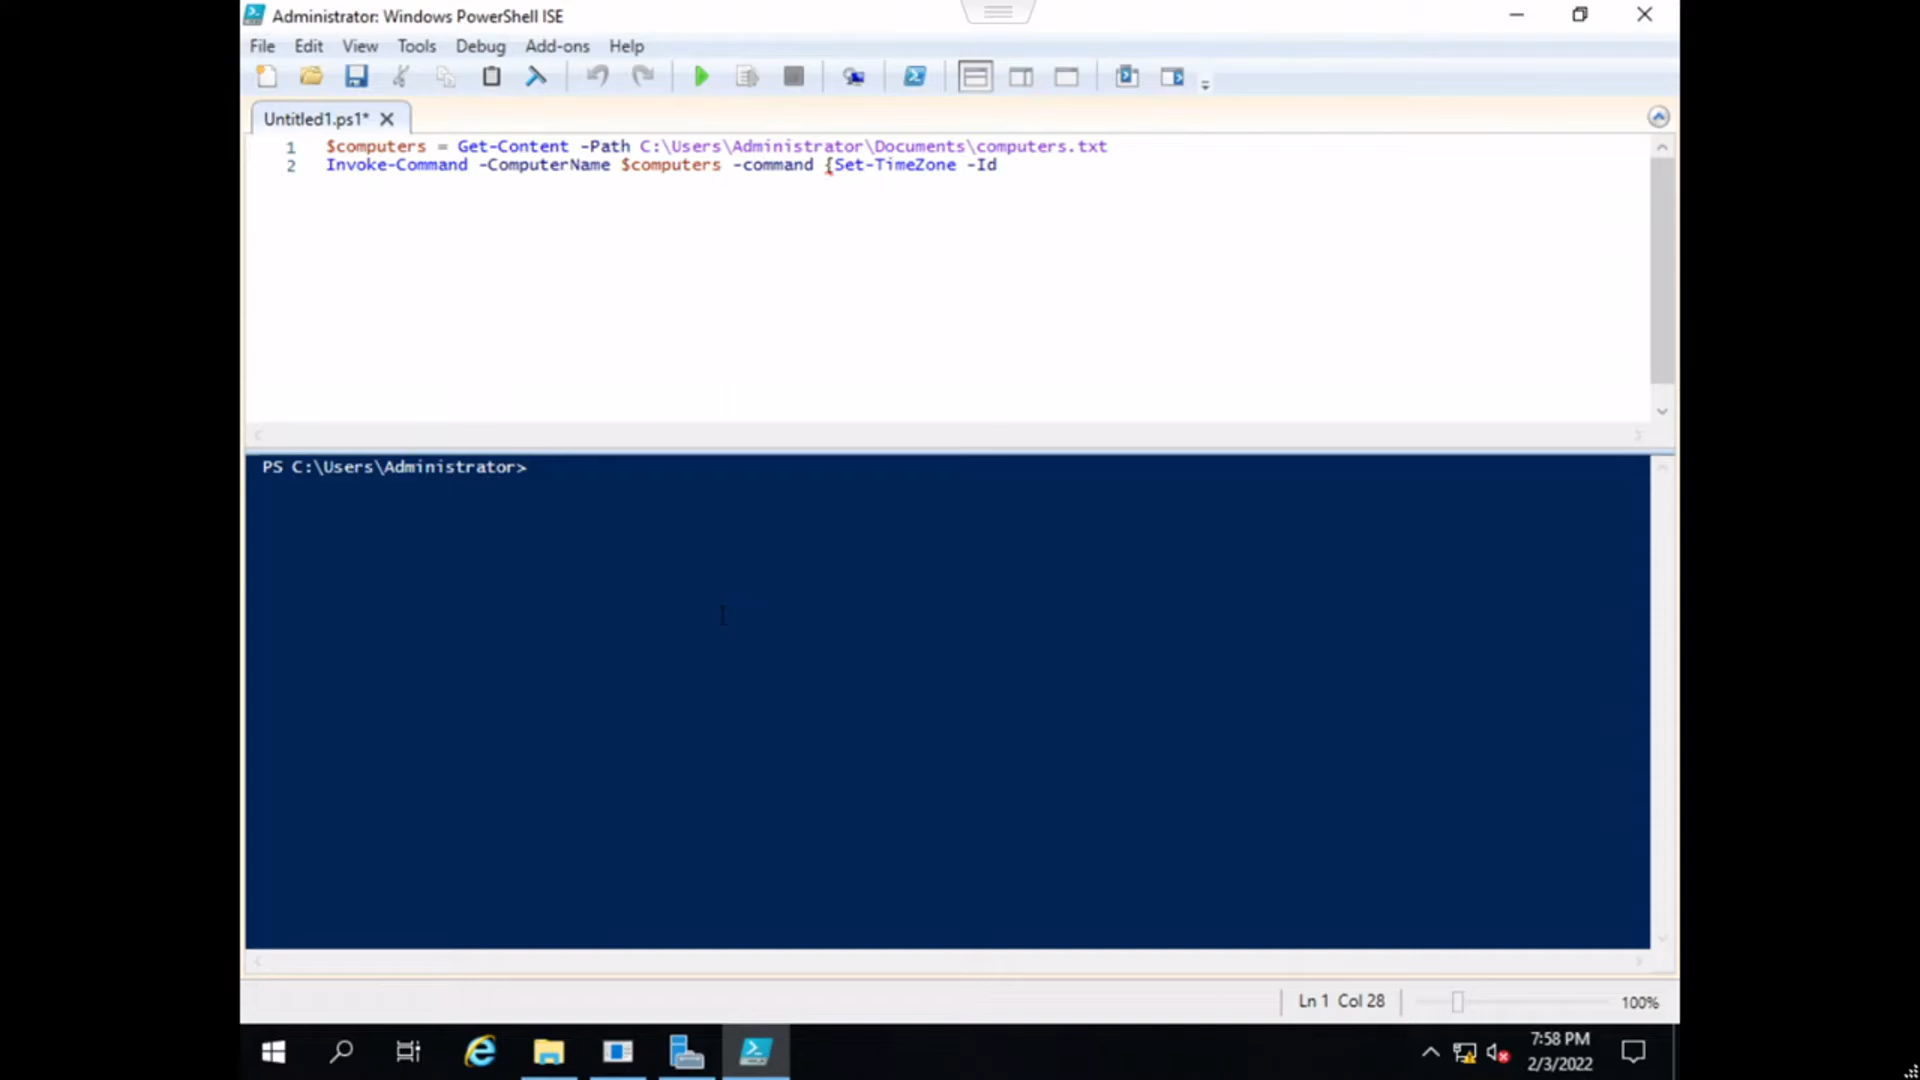 Administrator: Windows PowerShell ISE
File Edit View Tools Debug Add-ons Help
Untitled1.ps1*
1 $computers = Get-Content -Path C:\Users\Administrator\Documents\computers.txt
2 Invoke-Command -ComputerName $computers -command {Set-TimeZone -Id
PS C:\Users\Administrator>
Ln 1 Col 28
100%
7:58 PM
2/3/2022